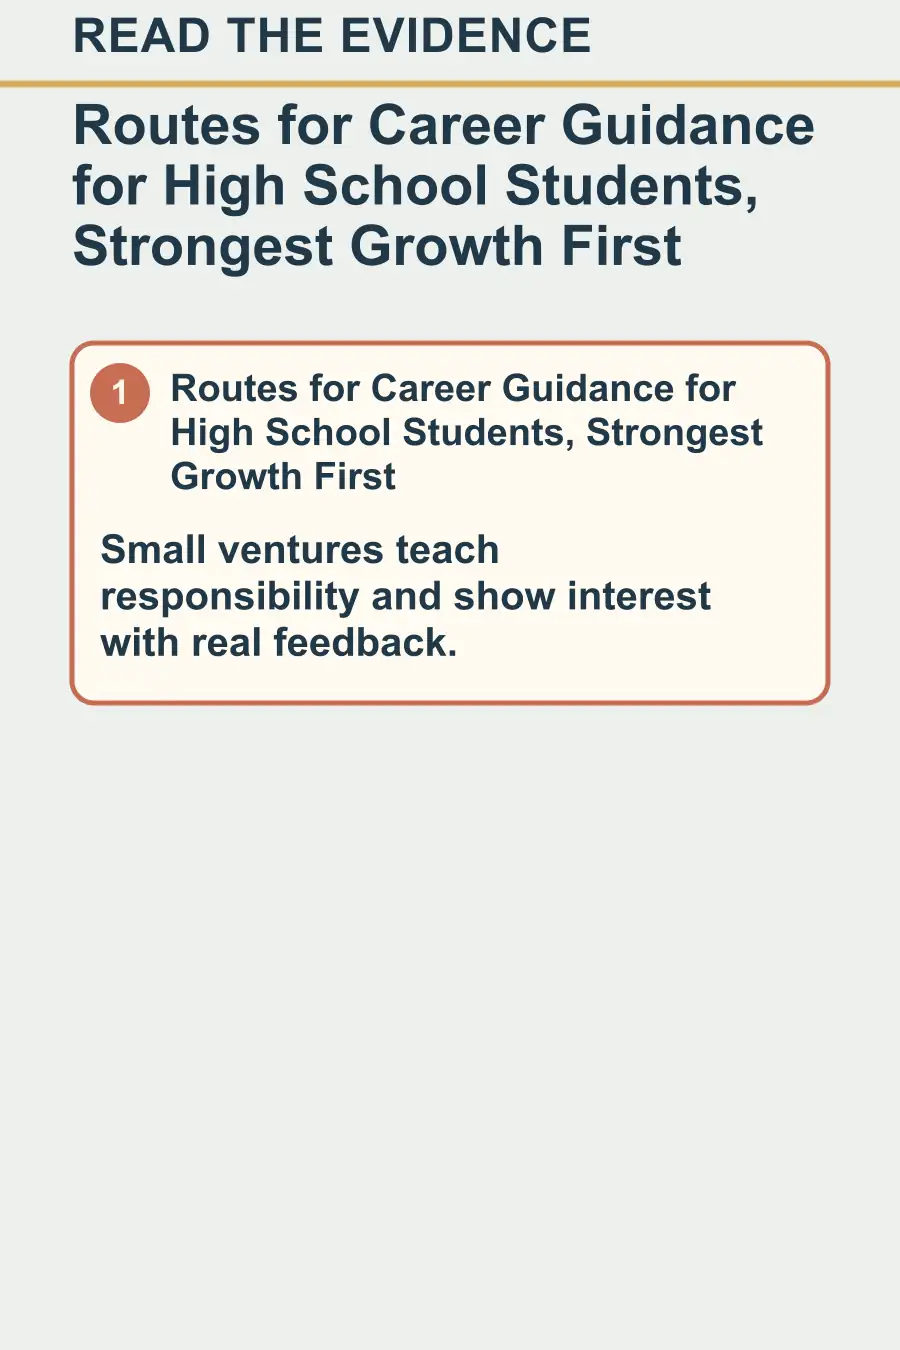 READ THE EVIDENCE
Routes for Career Guidance
for High School Students,
Strongest Growth First
1
Routes for Career Guidance for
High School Students, Strongest
Growth First
Small ventures teach
responsibility and show interest
with real feedback.